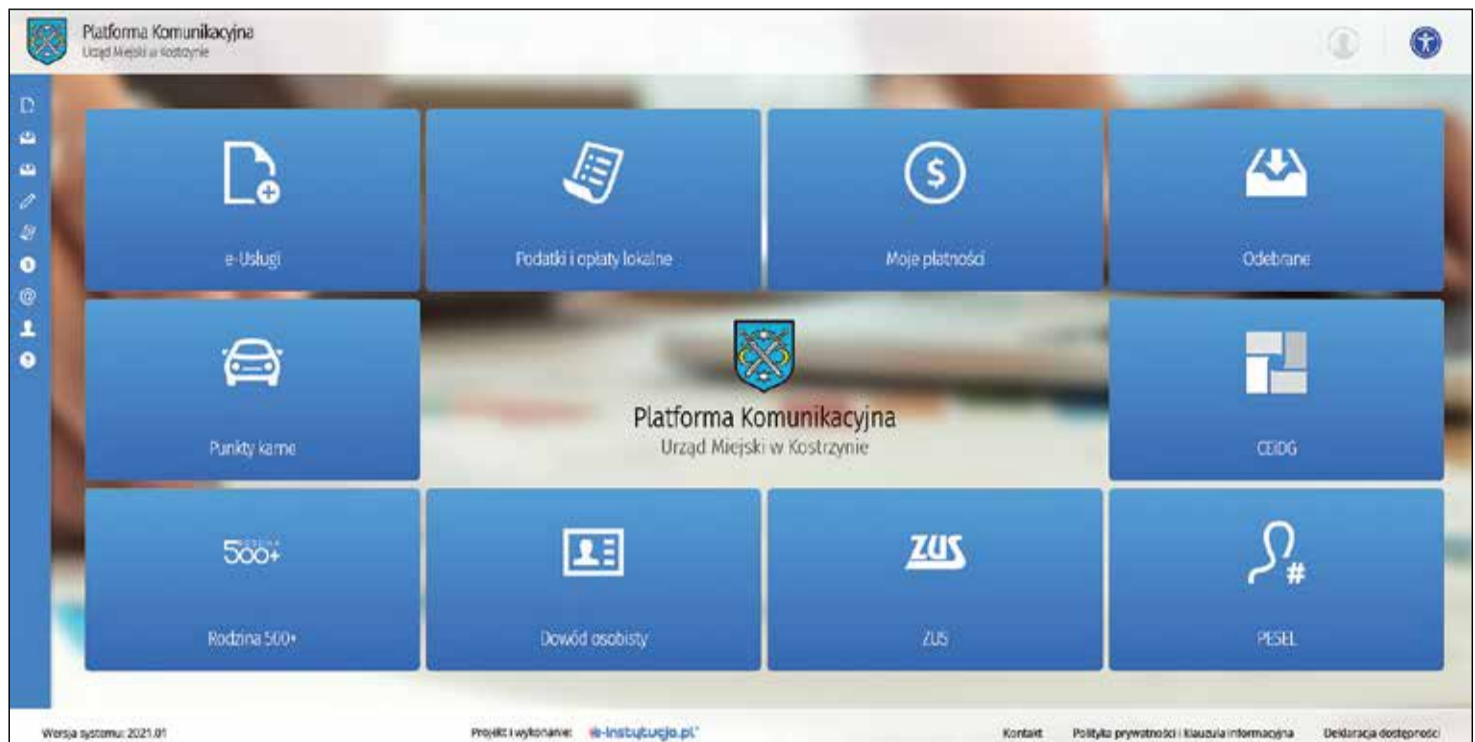 Platforma Komunikacyjna
Urząd Miejski w Kostrzynie
e-Usługi
Podatki i opłaty lokalne
$
Moje płatności
Odebrane
Punkty karne
Platforma Komunikacyjna
Urząd Miejski w Kostrzynie
CEiDG
RODZINA
500+
Rodzina 500+
Dowód osobisty
ZUS
ZUS
#
PESEL
Wersja systemu: 2021.01
Projekt i wykonanie: e-instytucja.pl
Kontakt
Polityka prywatności i klauzula informacyjna
Deklaracja dostępności